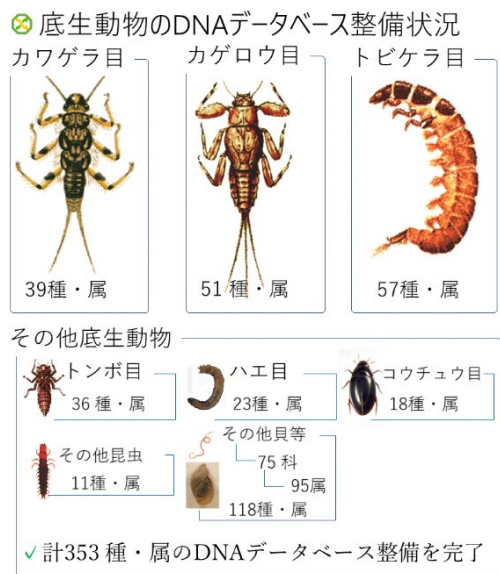 底生動物のDNAデータベース整備状況
カワゲラ目
カゲロウ目
トビケラ目
39種・属
51種・属
57種・属
その他底生動物
トンボ目
36 種・属
ハエ目
23種・属
コウチュウ目
18種・属
その他昆虫
11種・属
その他貝等
75 科
95属
118種・属
✓計353 種・属のDNAデータベース整備を完了